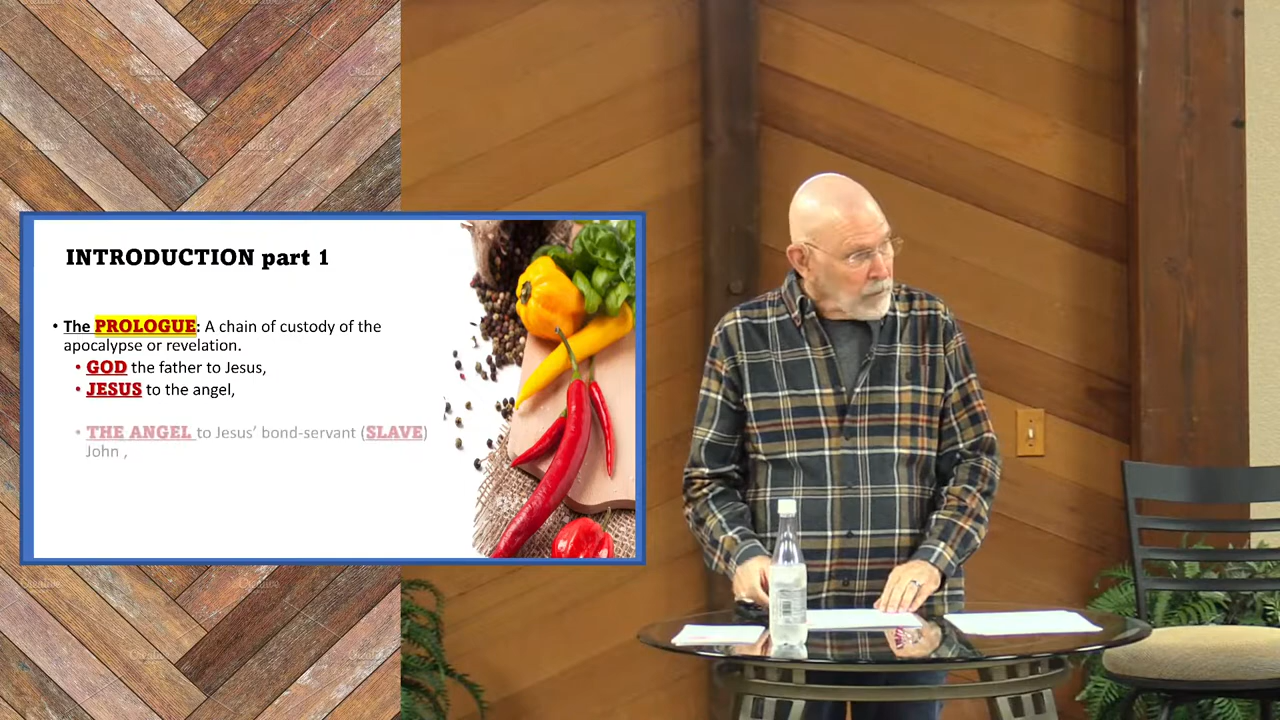 INTRODUCTION part 1
• The PROLOGUE: A chain of custody of the
apocalypse or revelation.
• GOD the father to Jesus,
• JESUS to the angel,
• THE ANGEL to Jesus’ bond-servant (SLAVE)
John ,